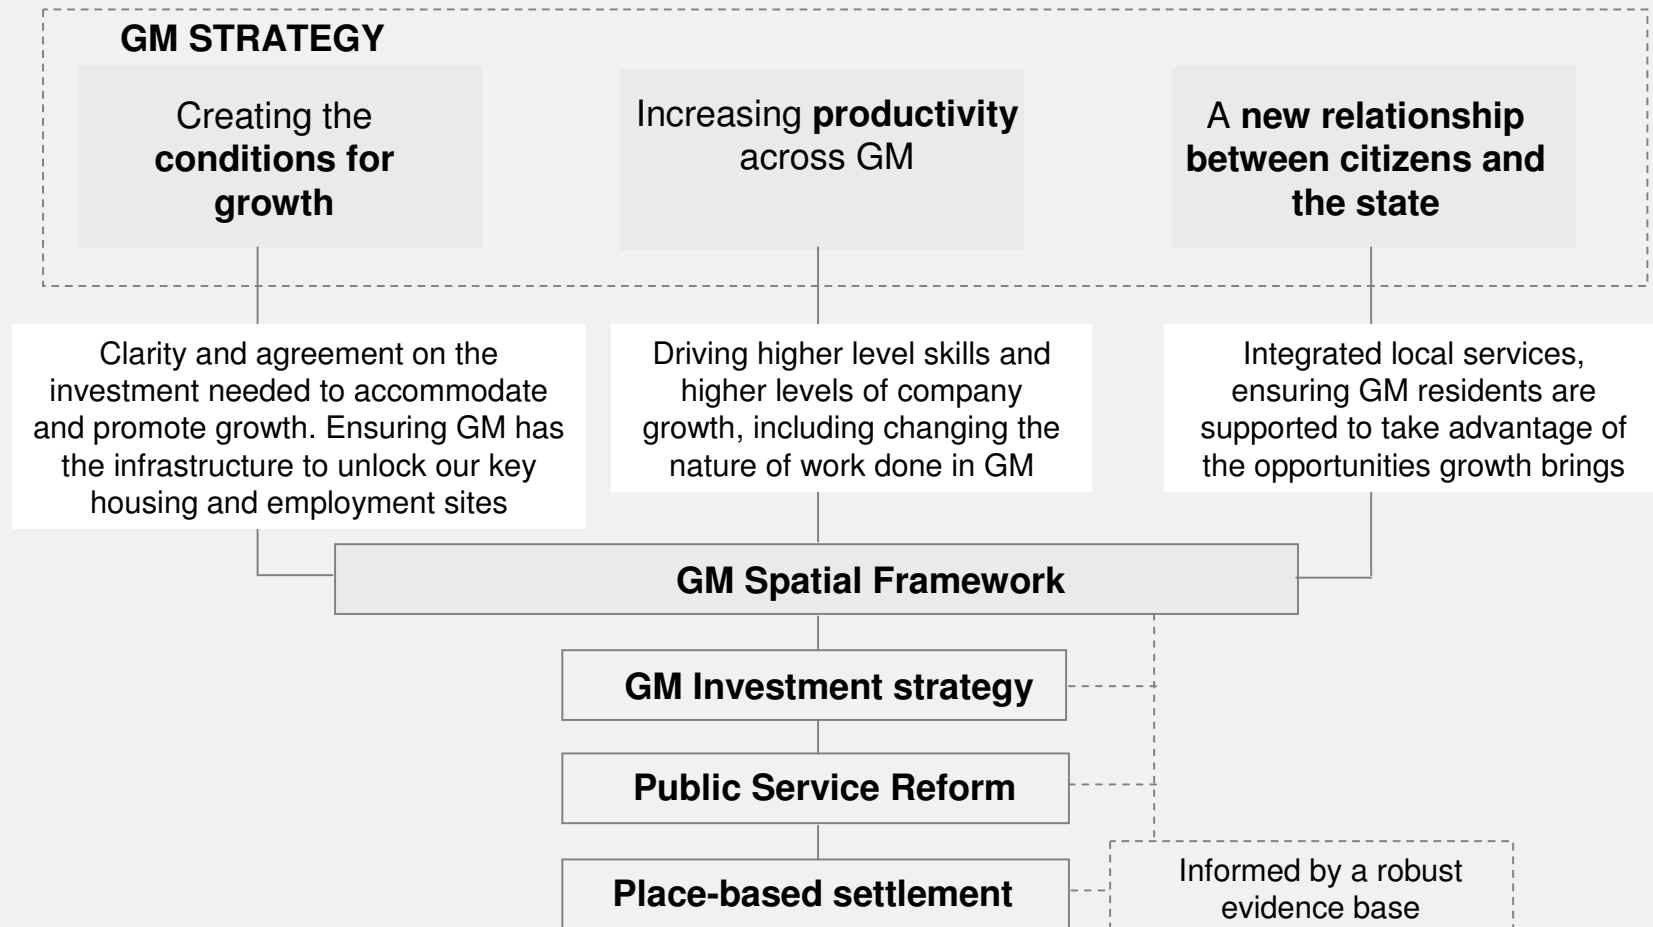 GM STRATEGY
Creating the
conditions for
growth
Increasing productivity
across GM
A new relationship
between citizens and
the state
Clarity and agreement on the
investment needed to accommodate
and promote growth. Ensuring GM has
the infrastructure to unlock our key
housing and employment sites
Driving higher level skills and
higher levels of company
growth, including changing the
nature of work done in GM
Integrated local services,
ensuring GM residents are
supported to take advantage of
the opportunities growth brings
GM Spatial Framework
GM Investment strategy
Public Service Reform
Place-based settlement
Informed by a robust
evidence base